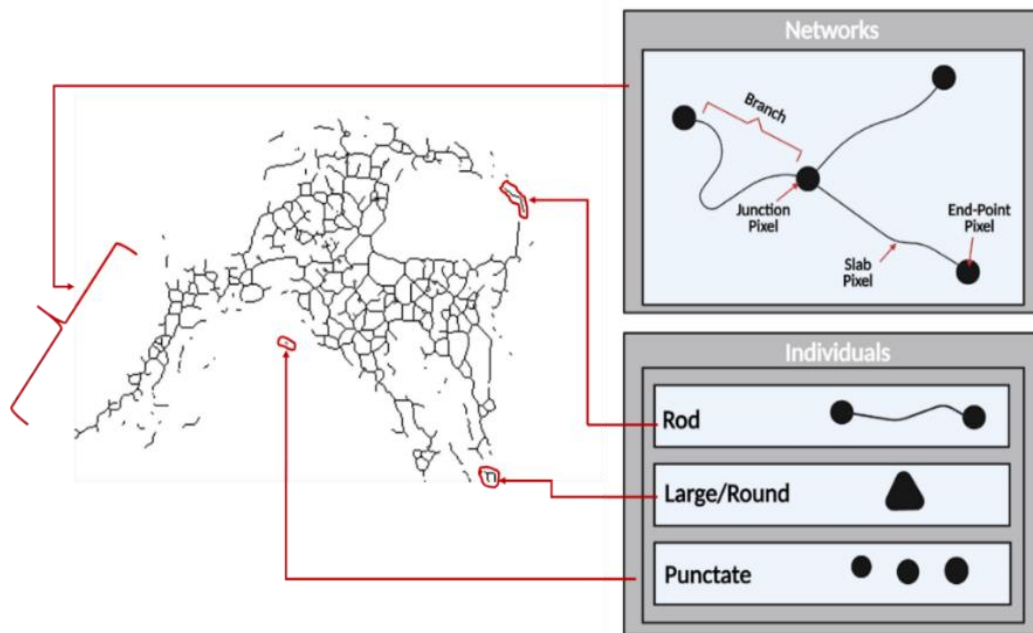 Networks
Branch
Junction
Pixel
End-Point
Pixel
Slab
Pixel
Individuals
Rod
Large/Round
Punctate